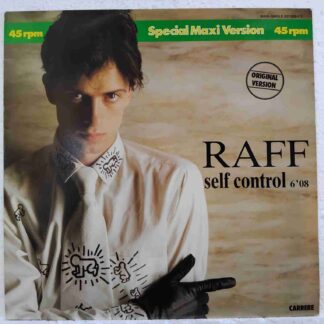 45 rpm Special Maxi Version 45 rpm
ORIGINAL
VERSION
RAFF
self control 6'08
CARRERE